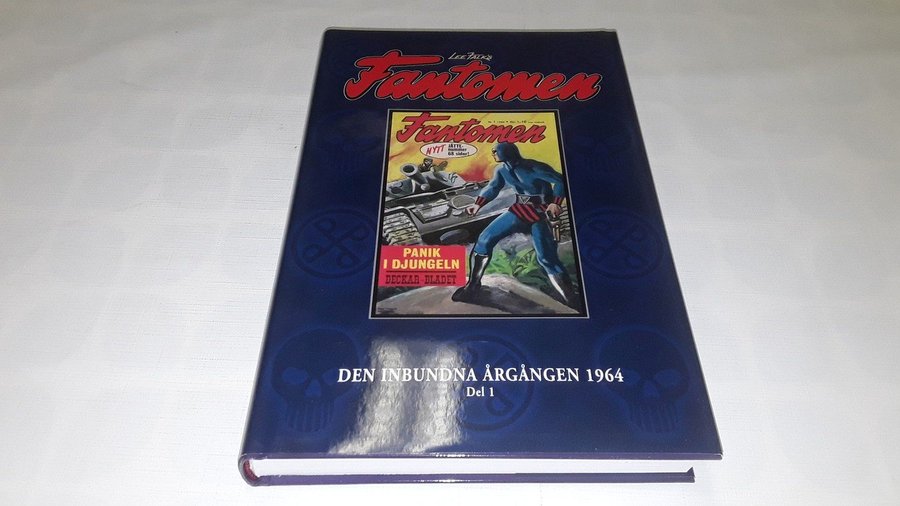 Lee Falk's
Fantomen
Fantomen
NYTT
JÄTTE
nummer
68 sidor!
PANIK
I DJUNGELN
DECKAR-BLADET
DEN INBUNDNA ÅRGÅNGEN 1964
Del 1